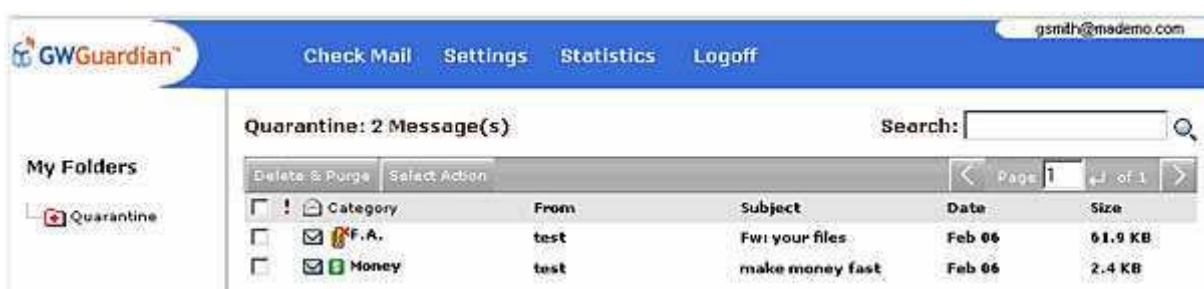 gsmith@mademo.com
GWGuardian™
Check Mail Settings Statistics Logoff
Quarantine: 2 Message(s)
Search:
My Folders
Quarantine
Delete & Purge Select Action
Page 1 of 1
! Category From Subject Date Size
F.A. test Fw: your files Feb 06 61.9 KB
Money test make money fast Feb 06 2.4 KB